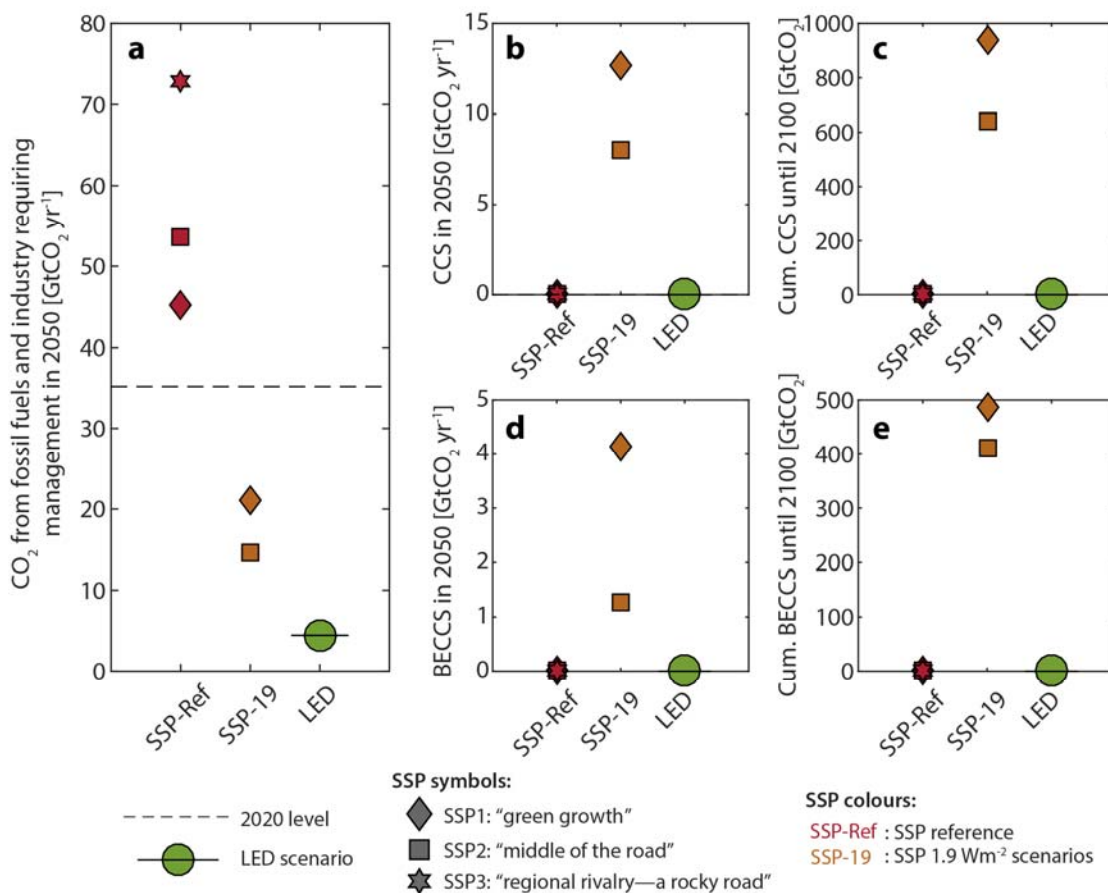 a
80
70
60
50
40
30
20
10
0
CO2 from fossil fuels and industry requiring
management in 2050 [GtCO2 yr-1]
SSP-Ref
SSP-19
LED
b
15
10
5
0
CCS in 2050 [GtCO2 yr-1]
SSP-Ref
SSP-19
LED
c
1000
800
600
400
200
0
Cum. CCS until 2100 [GtCO2]
SSP-Ref
SSP-19
LED
d
5
4
3
2
1
0
BECCS in 2050 [GtCO2 yr-1]
SSP-Ref
SSP-19
LED
e
500
400
300
200
100
0
Cum. BECCS until 2100 [GtCO2]
SSP-Ref
SSP-19
LED
2020 level
LED scenario
SSP symbols:
SSP1: “green growth”
SSP2: “middle of the road”
SSP3: “regional rivalry—a rocky road”
SSP colours:
SSP-Ref : SSP reference
SSP-19 : SSP 1.9 Wm-2 scenarios